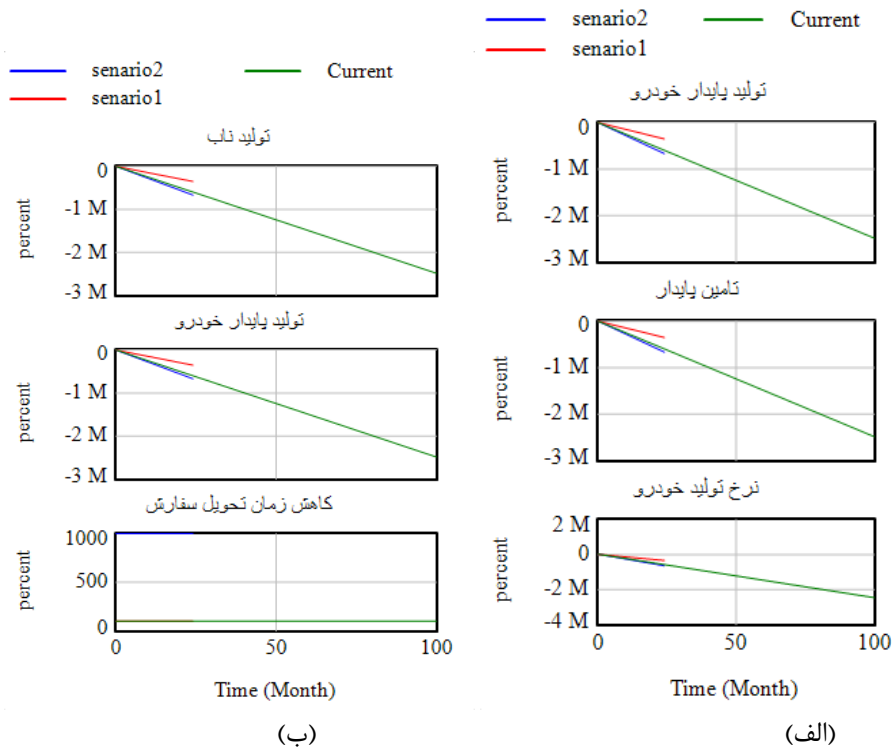 senario2 Current
senario1
تولید ناب
0
-1 M
-2 M
-3 M
percent
تولید پایدار خودرو
0
-1 M
-2 M
-3 M
percent
کاهش زمان تحویل سفارش
1000
500
0
percent
0 50 100
Time (Month)
(ب)
senario2 Current
senario1
تولید پایدار خودرو
0
-1 M
-2 M
-3 M
percent
تامین پایدار
0
-1 M
-2 M
-3 M
percent
نرخ تولید خودرو
2 M
0
-2 M
-4 M
percent
0 50 100
Time (Month)
(الف)